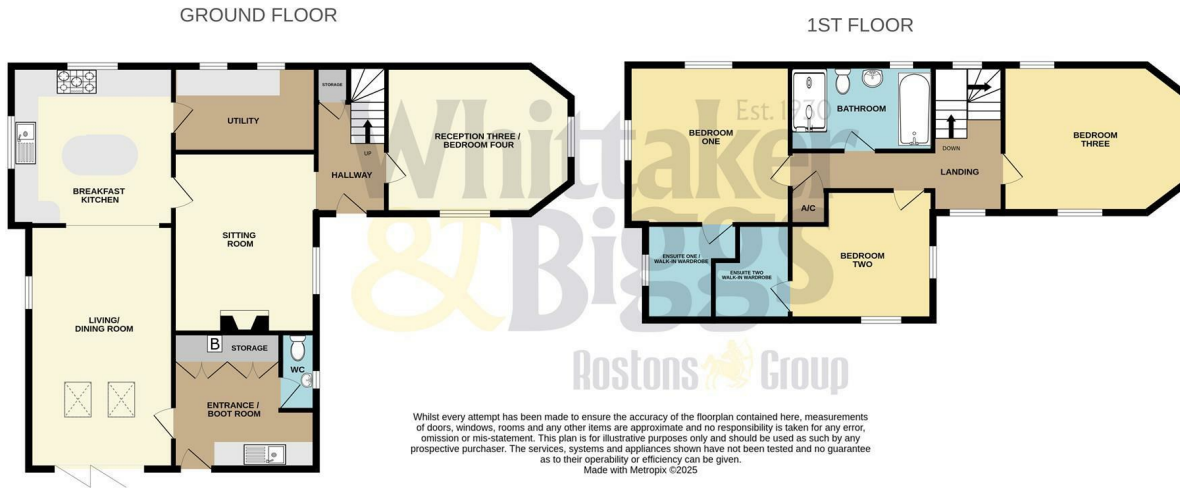 GROUND FLOOR
1ST FLOOR
STORAGE
UTILITY
UP
HALLWAY
RECEPTION THREE /
BEDROOM FOUR
BREAKFAST
KITCHEN
SITTING
ROOM
LIVING/
DINING ROOM
B
STORAGE
WC
ENTRANCE /
BOOT ROOM
BEDROOM
ONE
BATHROOM
DOWN
LANDING
BEDROOM
THREE
A/C
BEDROOM
TWO
ENSUITE ONE /
WALK-IN WARDROBE
ENSUITE TWO
WALK-IN WARDROBE
Est. 1930
Whittaker
& Biggs
Rostons Group
Whilst every attempt has been made to ensure the accuracy of the floorplan contained here, measurements
of doors, windows, rooms and any other items are approximate and no responsibility is taken for any error,
omission or mis-statement. This plan is for illustrative purposes only and should be used as such by any
prospective purchaser. The services, systems and appliances shown have not been tested and no guarantee
as to their operability or efficiency can be given.
Made with Metropix ©2025